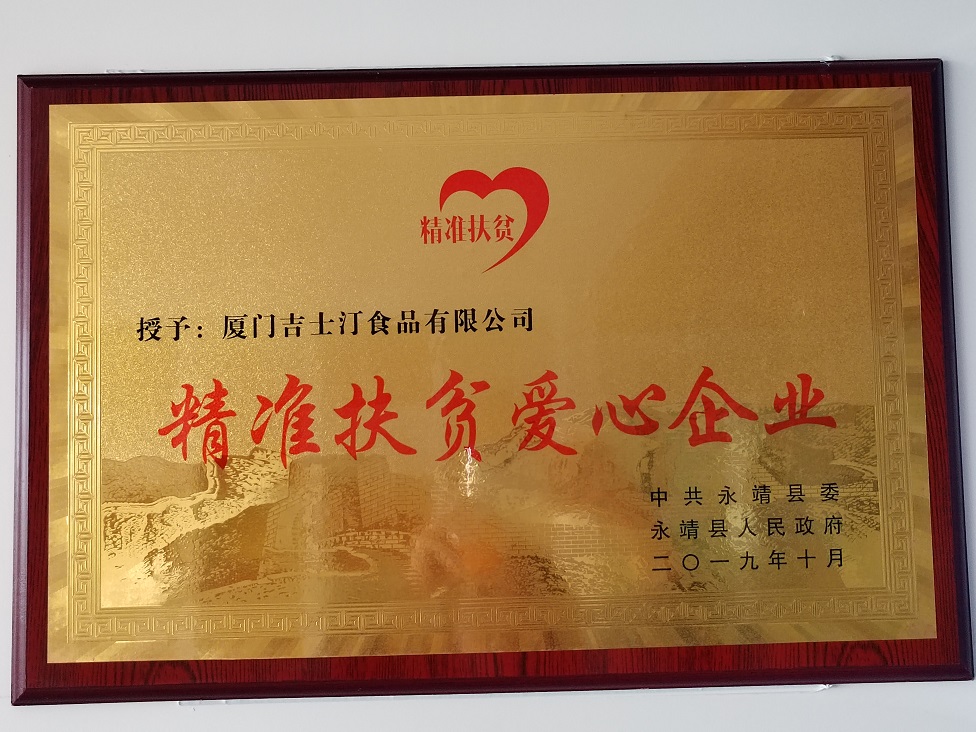 精准扶贫
授予：厦门吉士汀食品有限公司
精准扶贫爱心企业
中共永靖县委
永靖县人民政府
二〇一九年十月